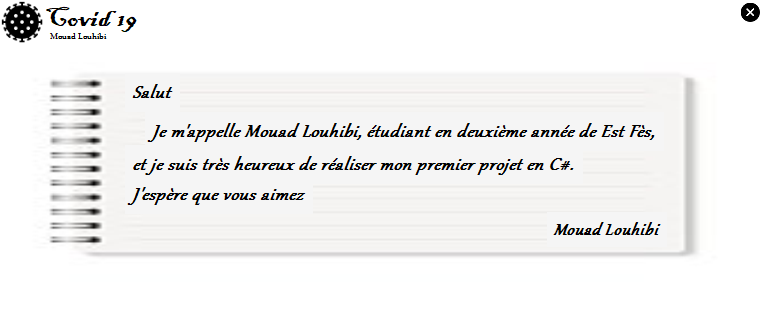 Covid 19
Mouad Louhibi
Salut
Je m'appelle Mouad Louhibi, étudiant en deuxième année de Est Fès,
et je suis très heureux de réaliser mon premier projet en C#.
J'espère que vous aimez
Mouad Louhibi